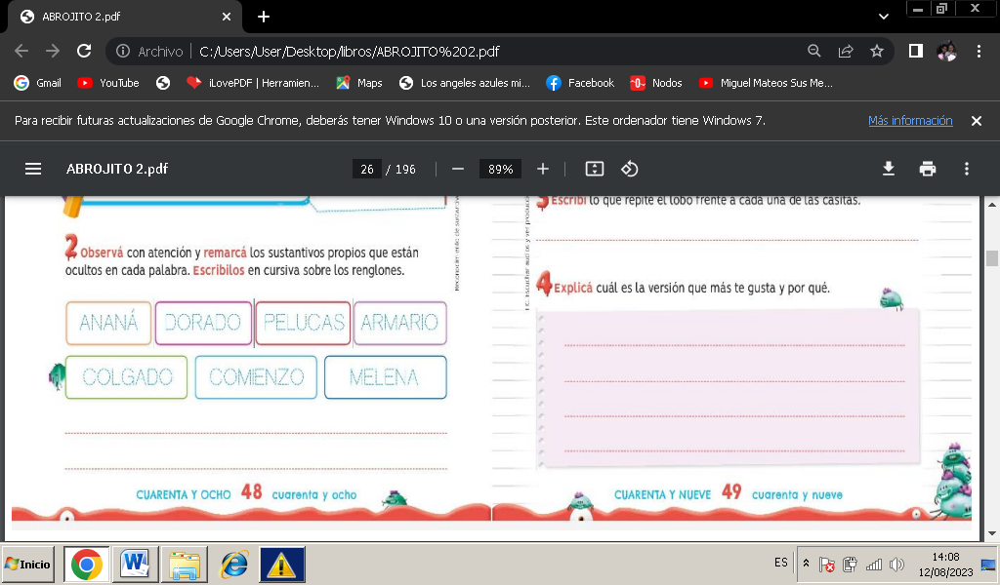 ABROJITO 2.pdf
Archivo C:/Users/User/Desktop/libros/ABROJITO%202.pdf
Gmail YouTube iLovePDF | Herramien... Maps Los angeles azules mi... Facebook Nodos Miguel Mateos Sus Me...
Para recibir futuras actualizaciones de Google Chrome, deberás tener Windows 10 o una versión posterior. Este ordenador tiene Windows 7. Más información
ABROJITO 2.pdf 26 / 196 89%
2 Observá con atención y remarcá los sustantivos propios que están
ocultos en cada palabra. Escribilos en cursiva sobre los renglones.
ANANÁ DORADO PELUCAS ARMARIO
COLGADO COMIENZO MELENA
CUARENTA Y OCHO 48 cuarenta y ocho
3 Escribí lo que repite el lobo frente a cada una de las casitas.
4 Explicá cuál es la versión que más te gusta y por qué.
CUARENTA Y NUEVE 49 cuarenta y nueve
Inicio ES 14:08
12/08/2023